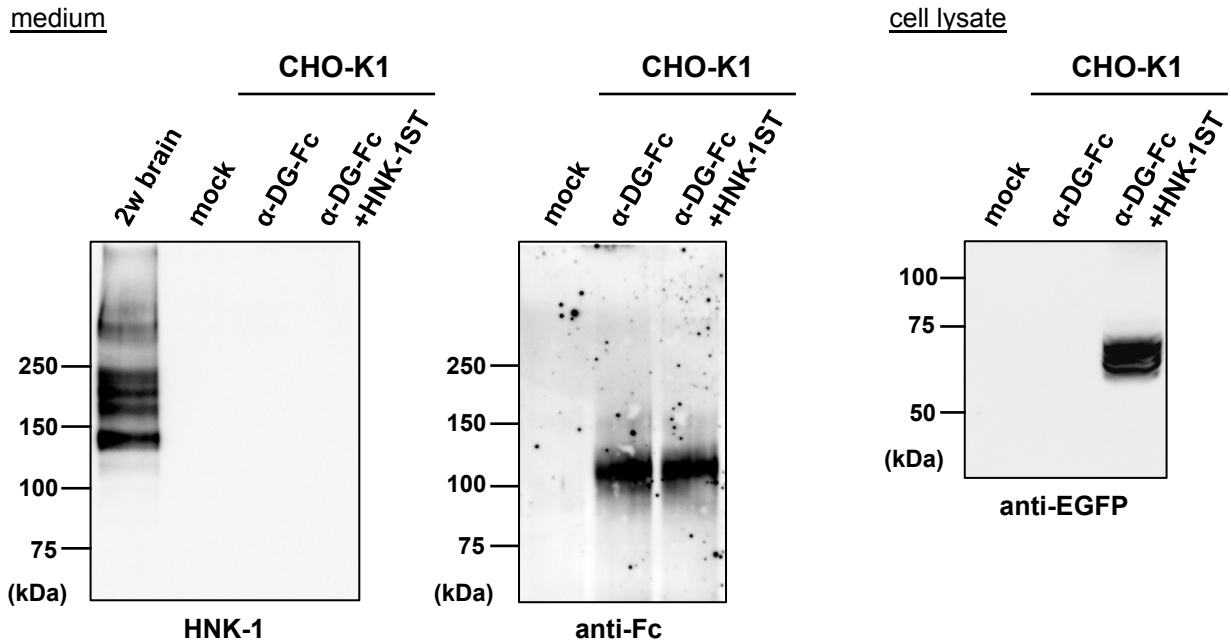 medium
CHO-K1
2w brain
mock
α-DG-Fc
α-DG-Fc
+HNK-1ST
250
150
100
75
(kDa)
HNK-1
CHO-K1
mock
α-DG-Fc
α-DG-Fc
+HNK-1ST
250
150
100
75
(kDa)
anti-Fc
cell lysate
CHO-K1
mock
α-DG-Fc
α-DG-Fc
+HNK-1ST
100
75
50
(kDa)
anti-EGFP